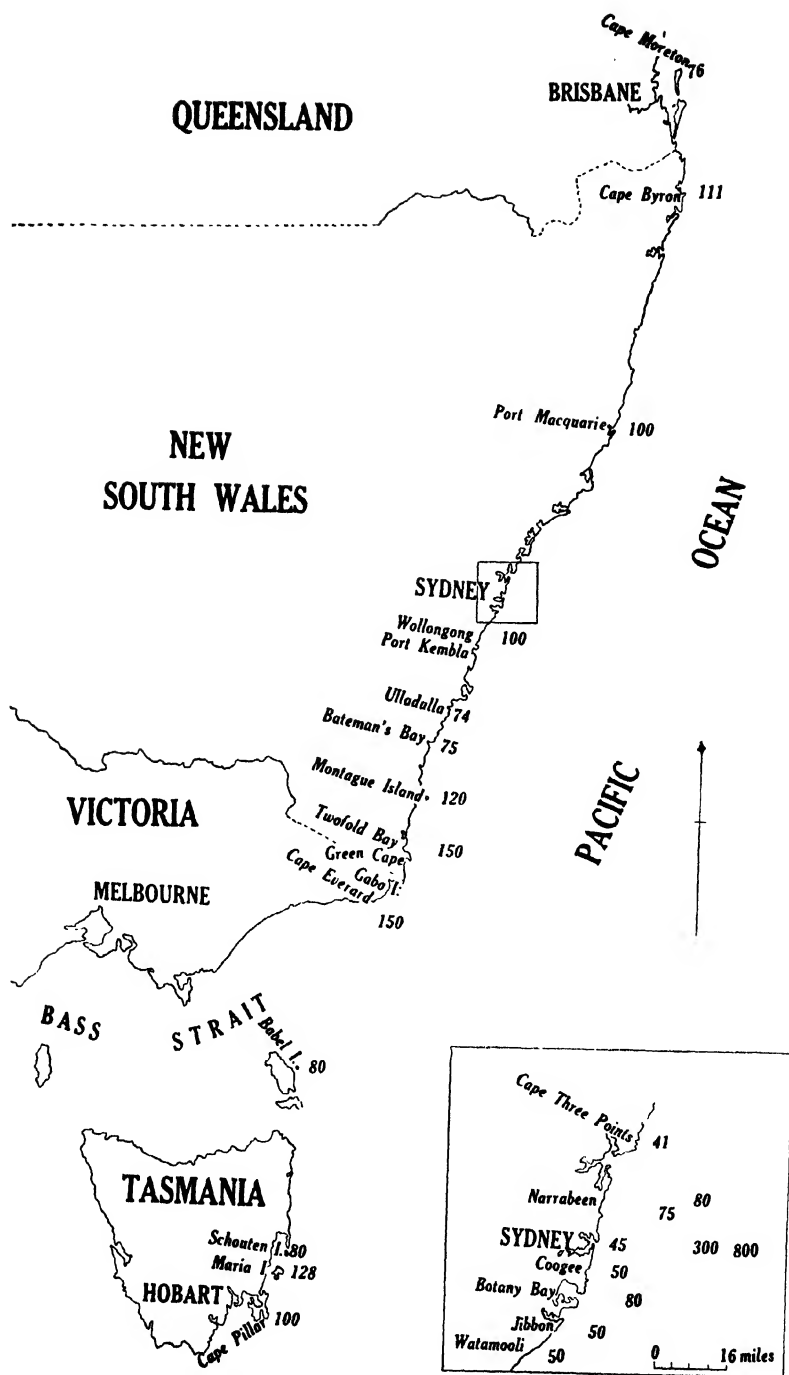 Cape Moreton
76
BRISBANE
QUEENSLAND
Cape Byron 111
Port Macquarie 100
NEW
SOUTH WALES
OCEAN
SYDNEY
Wollongong 100
Port Kembla
Ulladulla 74
Bateman's Bay 75
Montague Island 120
PACIFIC
VICTORIA
Twofold Bay
Green Cape 150
Gabo I.
Cape Everard
150
MELBOURNE
BASS STRAIT
Babel I.
80
TASMANIA
Schouten I. 80
Maria I. 128
HOBART
100
Cape Pillar
Cape Three Points 41
Narrabeen 75 80
SYDNEY 45 300 800
Coogee 50
Botany Bay 80
Jibbon 50
Watamooli 50
0 16 miles